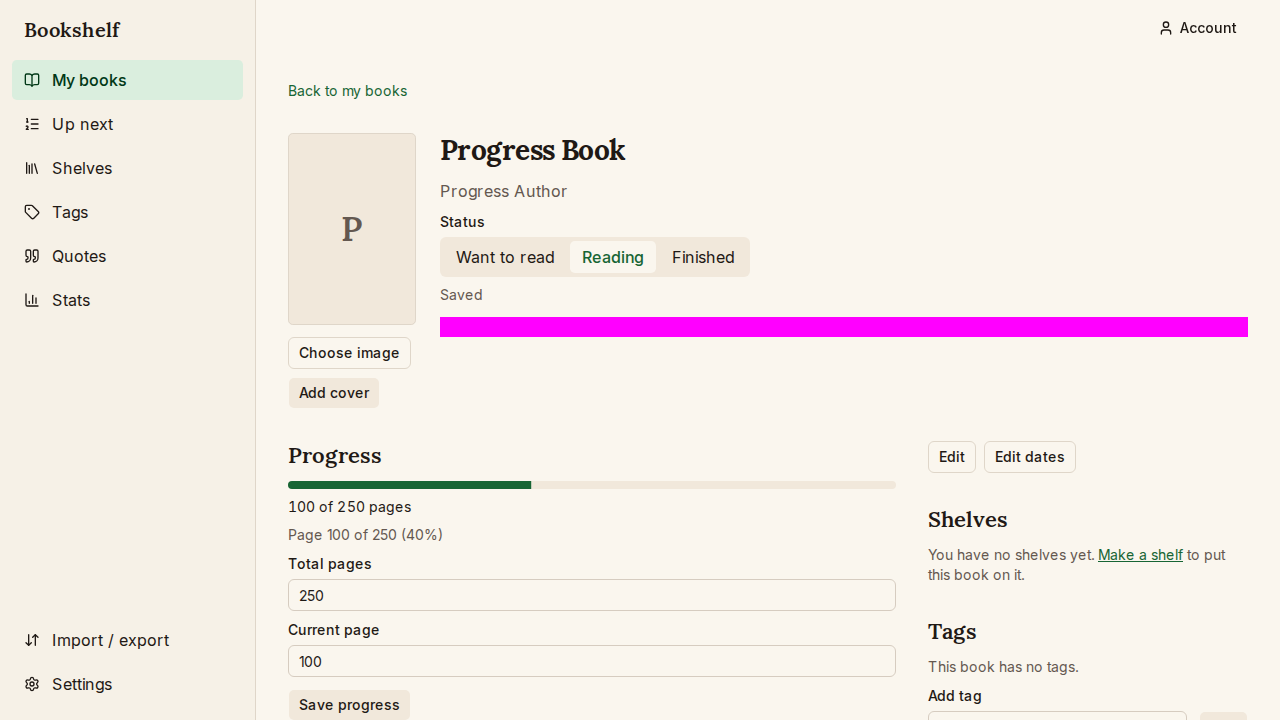 Bookshelf
My books
Up next
Shelves
Tags
Quotes
Stats
Import / export
Settings
Account
Back to my books
P
Choose image
Add cover
Progress Book
Progress Author
Status
Want to read
Reading
Finished
Saved
Progress
100 of 250 pages
Page 100 of 250 (40%)
Total pages
250
Current page
100
Save progress
Edit
Edit dates
Shelves
You have no shelves yet. Make a shelf to put
this book on it.
Tags
This book has no tags.
Add tag